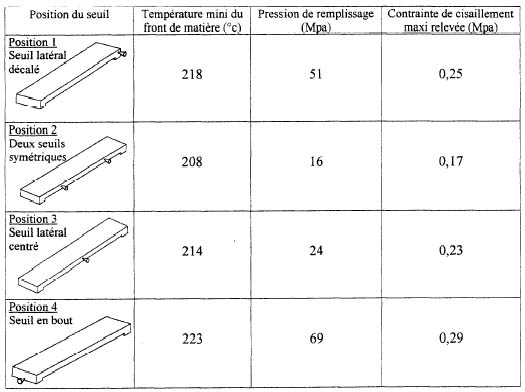 Position du seuil
Température mini du
front de matière (°c)
Pression de remplissage
(Mpa)
Contrainte de cisaillement
maxi relevée (Mpa)
Position 1
Seuil latéral
décalé
218
51
0,25
Position 2
Deux seuils
symétriques
208
16
0,17
Position 3
Seuil latéral
centré
214
24
0,23
Position 4
Seuil en bout
223
69
0,29